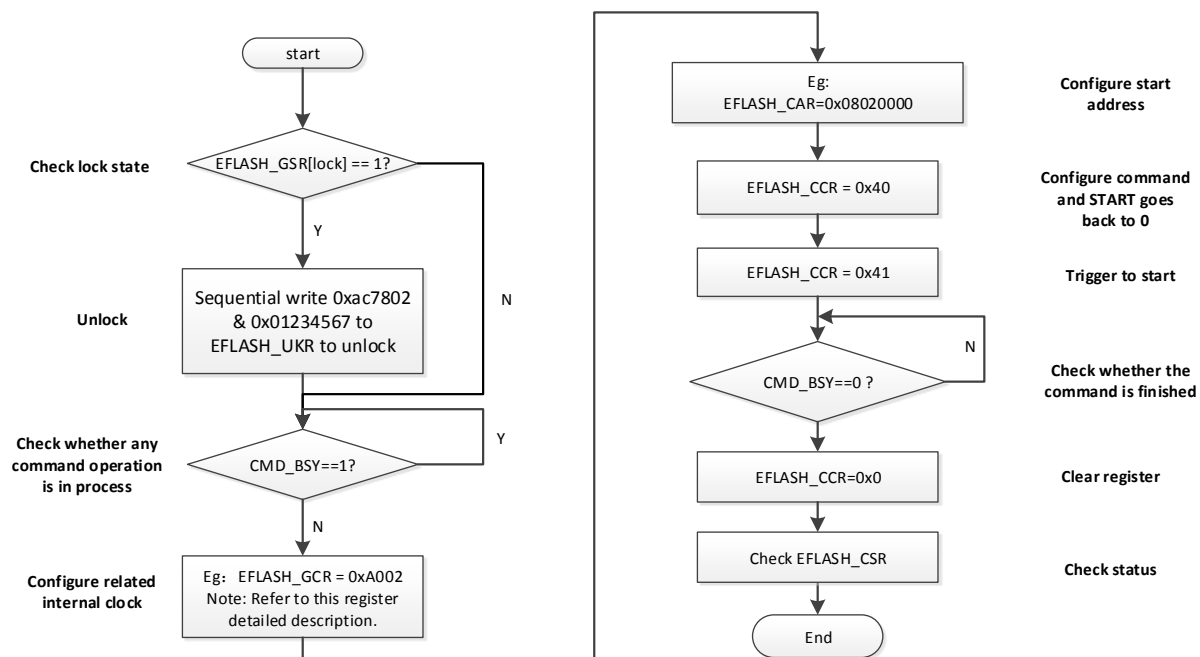 start
Check lock state
EFLASH_GSR[lock] == 1?
Y
N
Unlock
Sequential write 0xac7802
& 0x01234567 to
EFLASH_UKR to unlock
Check whether any
command operation
is in process
CMD_BSY==1?
Y
N
Configure related
internal clock
Eg: EFLASH_GCR = 0xA002
Note: Refer to this register
detailed description.
Eg:
EFLASH_CAR=0x08020000
Configure start
address
EFLASH_CCR = 0x40
Configure command
and START goes
back to 0
EFLASH_CCR = 0x41
Trigger to start
N
CMD_BSY==0 ?
Check whether the
command is finished
EFLASH_CCR=0x0
Clear register
Check EFLASH_CSR
Check status
End